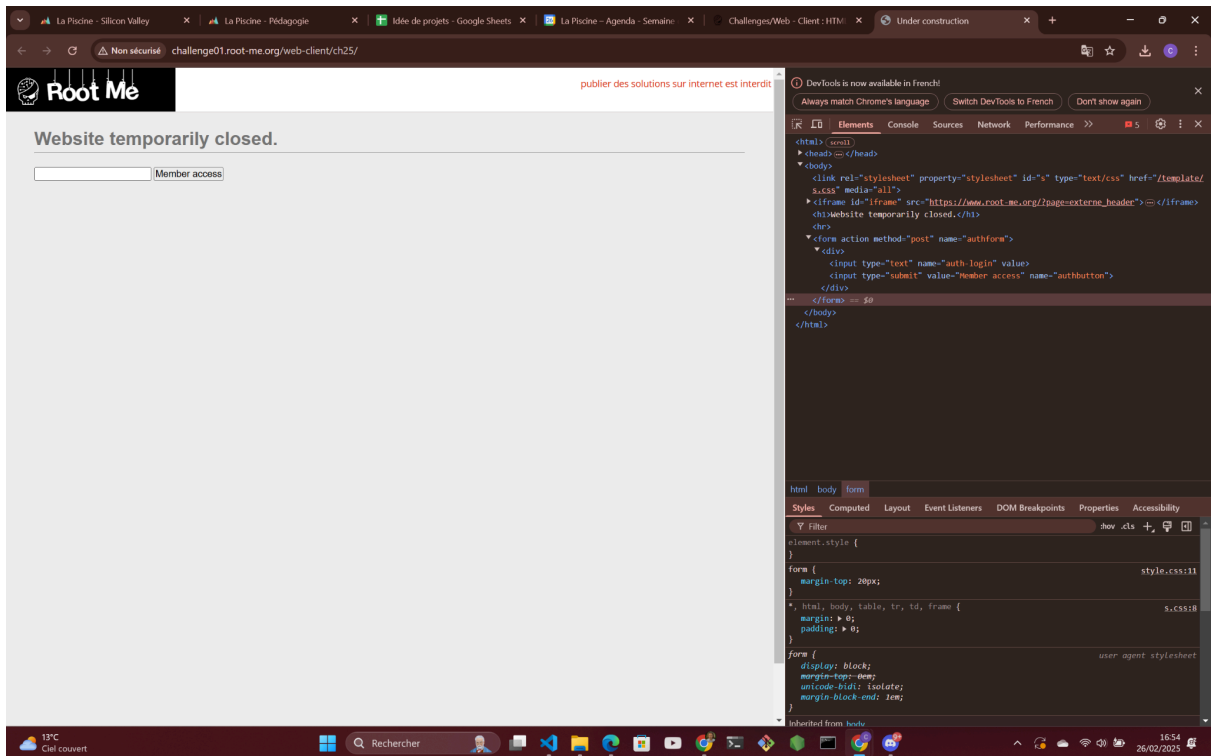 La Piscine - Silicon Valley
La Piscine - Pédagogie
Idée de projets - Google Sheets
La Piscine – Agenda - Semaine
Challenges/Web - Client : HTM
Under construction
Non sécurisé
challenge01.root-me.org/web-client/ch25/
C
Root Me
publier des solutions sur internet est interdit
Website temporarily closed.
Member access
DevTools is now available in French!
Always match Chrome's language
Switch DevTools to French
Don't show again
Elements Console Sources Network Performance 5
<html> scroll
<head> </head>
<body>
<link rel="stylesheet" property="stylesheet" id="s" type="text/css" href="/template/
s.css" media="all">
<iframe id="iframe" src="https://www.root-me.org/?page=externe_header"> </iframe>
<h1>Website temporarily closed.</h1>
<hr>
<form action method="post" name="authform">
<div>
<input type="text" name="auth-login" value>
<input type="submit" value="Member access" name="authbutton">
</div>
</form> == $0
</body>
</html>
html body form
Styles Computed Layout Event Listeners DOM Breakpoints Properties Accessibility
Filter :hov .cls
element.style {
}
form { style.css:11
margin-top: 20px;
}
*, html, body, table, tr, td, frame { s.css:8
margin: 0;
padding: 0;
}
form { user agent stylesheet
display: block;
margin-top: 0em;
unicode-bidi: isolate;
margin-block-end: 1em;
}
Inherited from body
13°C
Ciel couvert
Rechercher
16:54
26/02/2025